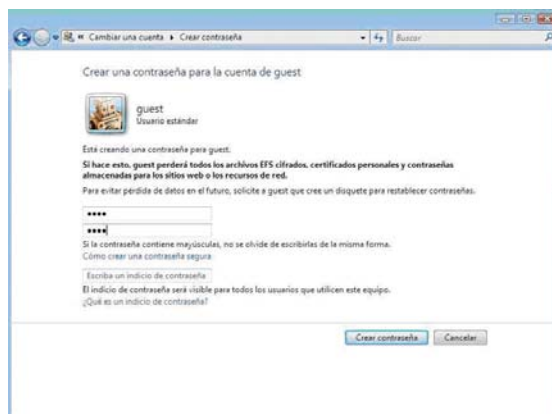 « Cambiar una cuenta ▸ Crear contraseña
Buscar
Crear una contraseña para la cuenta de guest
guest
Usuario estándar
Está creando una contraseña para guest.
Si hace esto, guest perderá todos los archivos EFS cifrados, certificados personales y contraseñas
almacenadas para los sitios web o los recursos de red.
Para evitar pérdida de datos en el futuro, solicite a guest que cree un disquete para restablecer contraseñas.
••••
••••
Si la contraseña contiene mayúsculas, no se olvide de escribirlas de la misma forma.
Cómo crear una contraseña segura
Escriba un indicio de contraseña
El indicio de contraseña será visible para todos los usuarios que utilicen este equipo.
¿Qué es un indicio de contraseña?
Crear contraseña
Cancelar